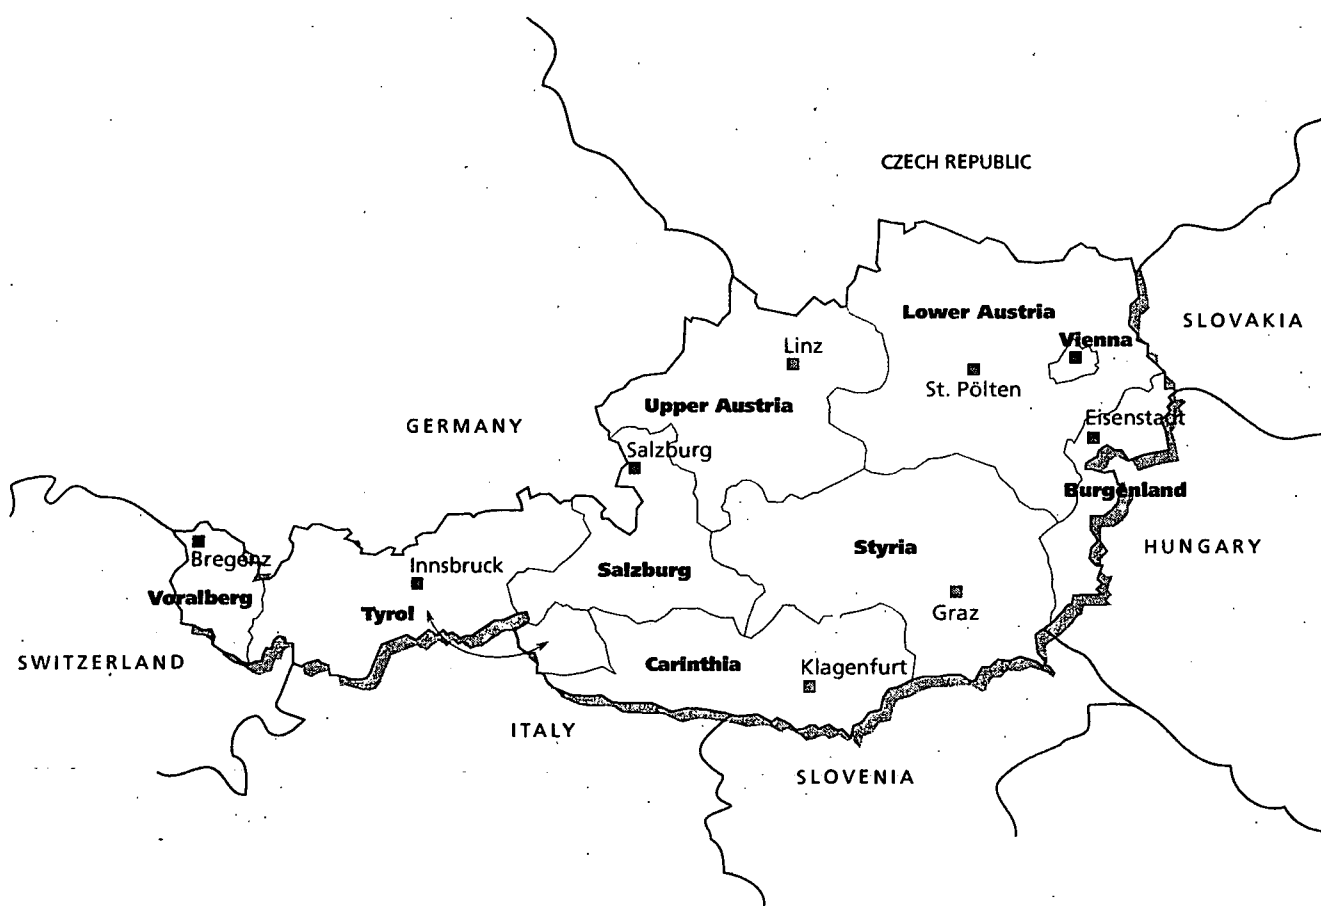 CZECH REPUBLIC
Lower Austria
SLOVAKIA
Vienna
Linz
St. Pölten
Upper Austria
Eisenstadt
GERMANY
Salzburg
Burgenland
HUNGARY
Styria
Bregenz
Innsbruck
Salzburg
Voralberg
Tyrol
Graz
SWITZERLAND
Carinthia
Klagenfurt
ITALY
SLOVENIA